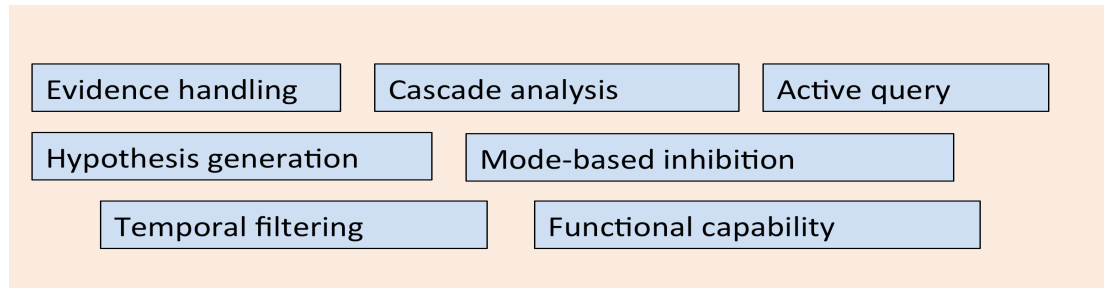 Evidence handling
Cascade analysis
Active query
Hypothesis generation
Mode-based inhibition
Temporal filtering
Functional capability